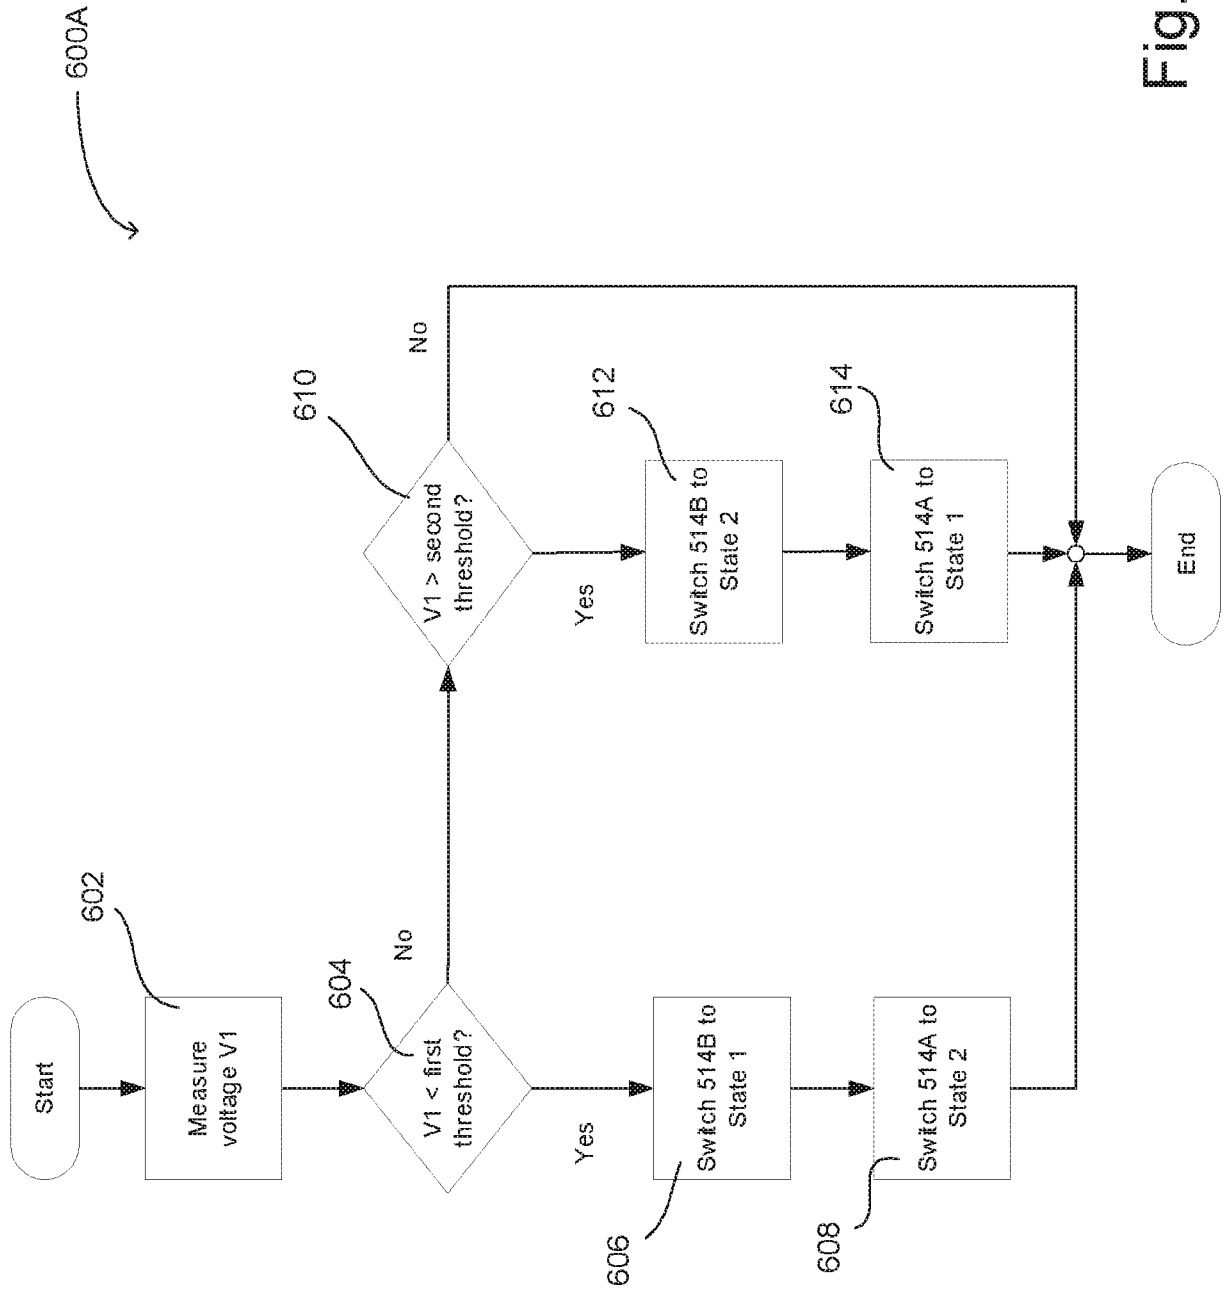 600A
Start
602
Measure
voltage V1
604
V1 < first
threshold?
No
Yes
606
Switch 514B to
State 1
608
Switch 514A to
State 2
610
V1 > second
threshold?
No
Yes
612
Switch 514B to
State 2
614
Switch 514A to
State 1
End
Fig.